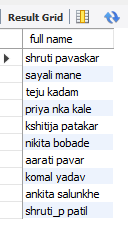 Result Grid
full name
shruti pavaskar
sayali mane
teju kadam
priya nka kale
kshitija patakar
nikita bobade
aarati pavar
komal yadav
ankita salunkhe
shruti_p patil